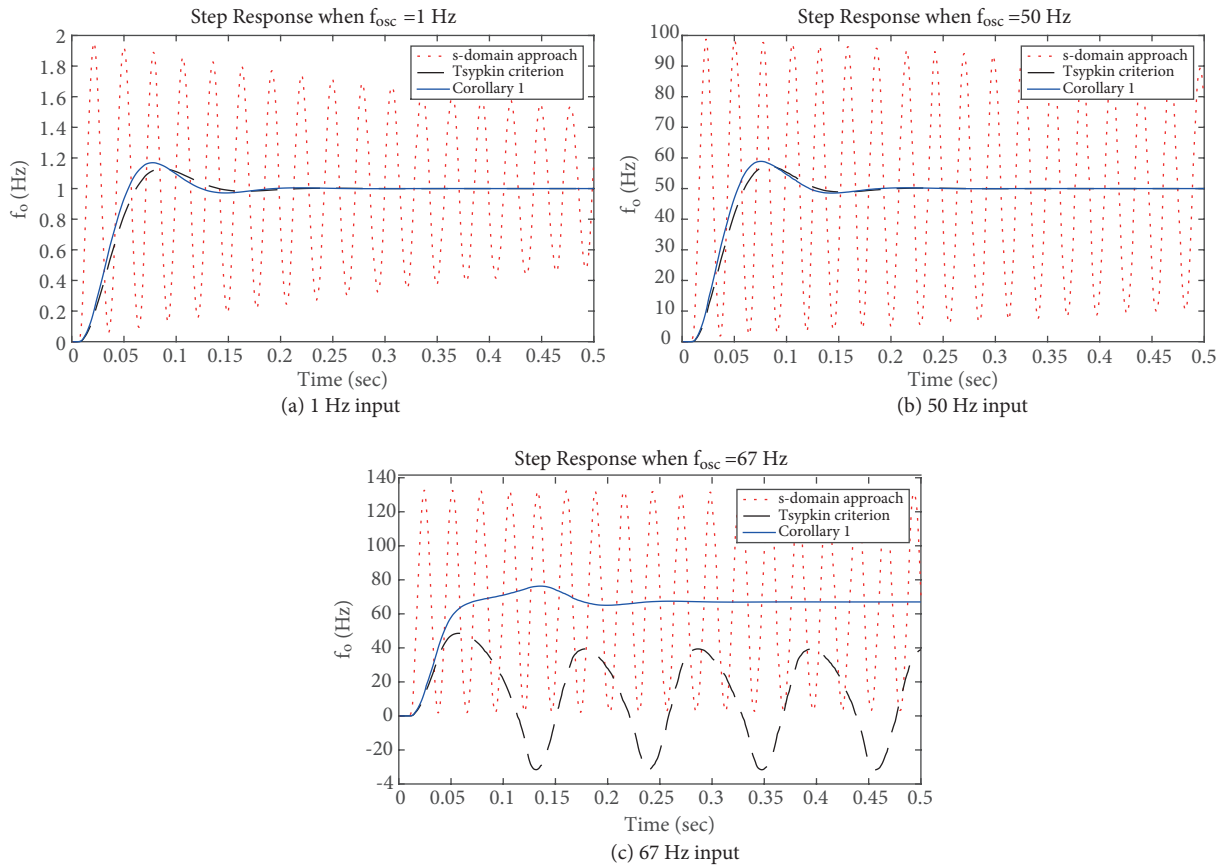 Step Response when fosc =1 Hz
2
1.8
1.6
1.4
1.2
1
0.8
0.6
0.4
0.2
0
fo (Hz)
s-domain approach
Tsypkin criterion
Corollary 1
0 0.05 0.1 0.15 0.2 0.25 0.3 0.35 0.4 0.45 0.5
Time (sec)
(a) 1 Hz input
Step Response when fosc =50 Hz
100
90
80
70
60
50
40
30
20
10
0
fo (Hz)
s-domain approach
Tsypkin criterion
Corollary 1
0 0.05 0.1 0.15 0.2 0.25 0.3 0.35 0.4 0.45 0.5
Time (sec)
(b) 50 Hz input
Step Response when fosc =67 Hz
140
120
100
80
60
40
20
0
-20
-4
fo (Hz)
s-domain approach
Tsypkin criterion
Corollary 1
0 0.05 0.1 0.15 0.2 0.25 0.3 0.35 0.4 0.45 0.5
Time (sec)
(c) 67 Hz input